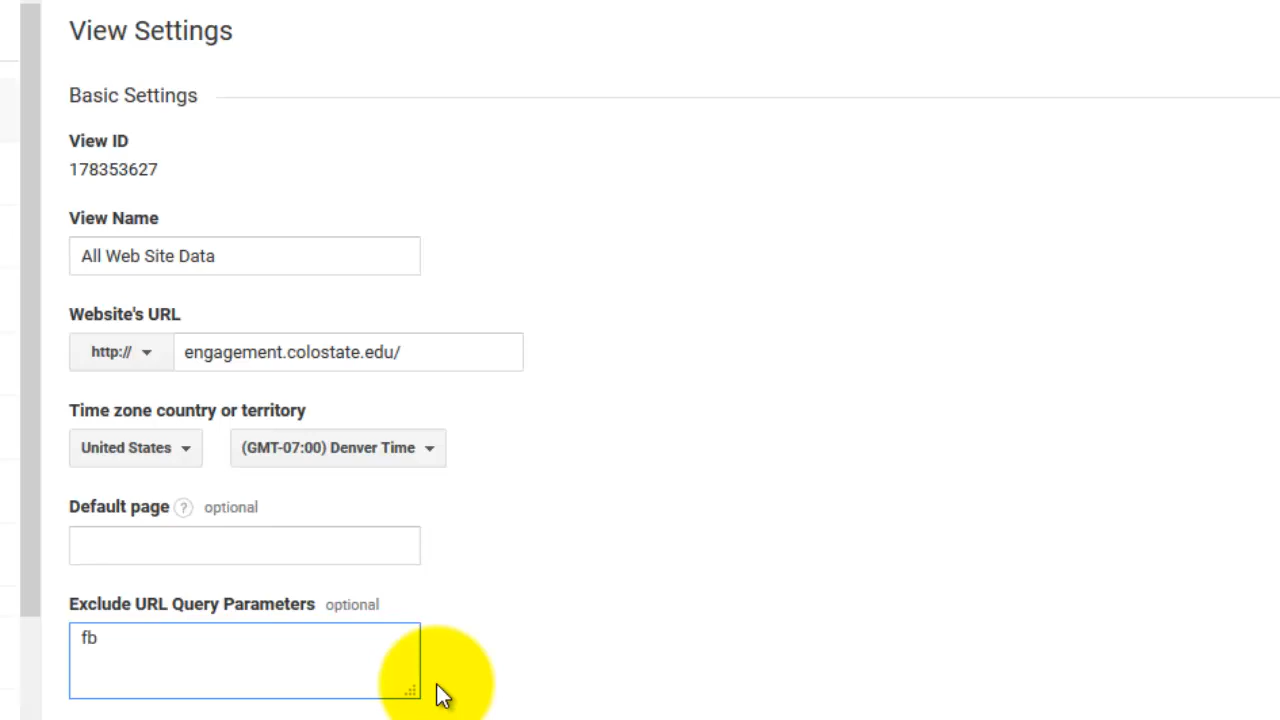 View Settings
Basic Settings
View ID
178353627
View Name
All Web Site Data
Website's URL
http:// engagement.colostate.edu/
Time zone country or territory
United States (GMT-07:00) Denver Time
Default page ? optional
Exclude URL Query Parameters optional
fb